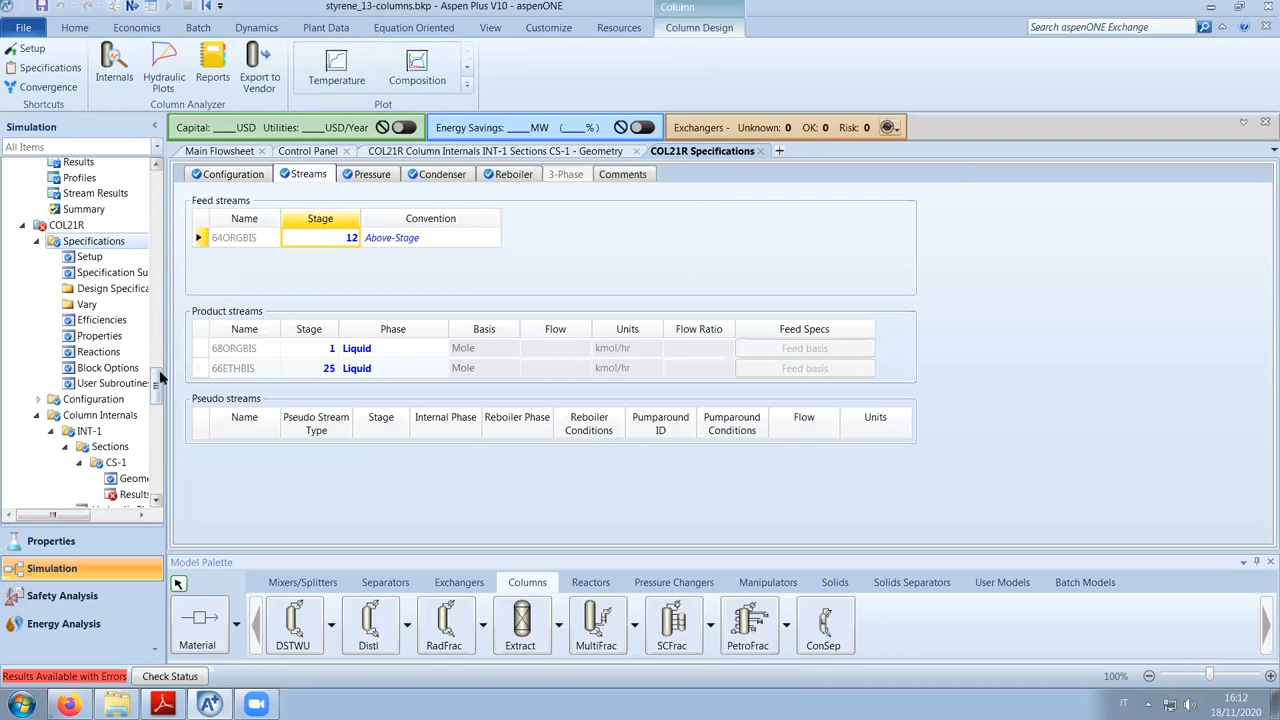 styrene_13-columns.bkp - Aspen Plus V10 - aspenONE
Column
File Home Economics Batch Dynamics Plant Data Equation Oriented View Customize Resources Column Design
Search aspenONE Exchange
Setup
Specifications
Convergence
Shortcuts
Internals
Hydraulic Plots
Reports
Export to Vendor
Column Analyzer
Temperature
Composition
Plot
Simulation
Capital: ____USD Utilities: ____USD/Year
Energy Savings: ____MW (____%)
Exchangers - Unknown: 0 OK: 0 Risk: 0
All Items
Main Flowsheet
Control Panel
COL21R Column Internals INT-1 Sections CS-1 - Geometry
COL21R Specifications
Results
Profiles
Stream Results
Summary
COL21R
Specifications
Setup
Specification Su
Design Specifica
Vary
Efficiencies
Properties
Reactions
Block Options
User Subroutine
Configuration
Column Internals
INT-1
Sections
CS-1
Geome
Results
Configuration Streams Pressure Condenser Reboiler 3-Phase Comments
Feed streams
Name Stage Convention
64ORGBIS 12 Above-Stage
Product streams
Name Stage Phase Basis Flow Units Flow Ratio Feed Specs
68ORGBIS 1 Liquid Mole kmol/hr Feed basis
66ETHBIS 25 Liquid Mole kmol/hr Feed basis
Pseudo streams
Name Pseudo Stream Type Stage Internal Phase Reboiler Phase Reboiler Conditions Pumparound ID Pumparound Conditions Flow Units
Properties
Simulation
Safety Analysis
Energy Analysis
Model Palette
Mixers/Splitters Separators Exchangers Columns Reactors Pressure Changers Manipulators Solids Solids Separators User Models Batch Models
Material DSTWU Distl RadFrac Extract MultiFrac SCFrac PetroFrac ConSep
Results Available with Errors Check Status
100%
IT
16:12
18/11/2020